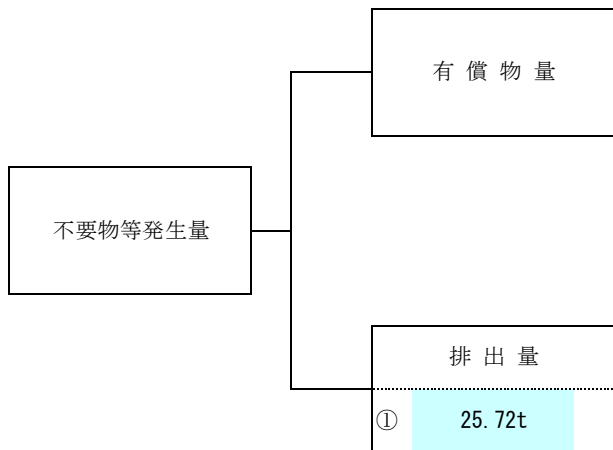 有 償 物 量
不要物等発生量
排 出 量
① 25.72t